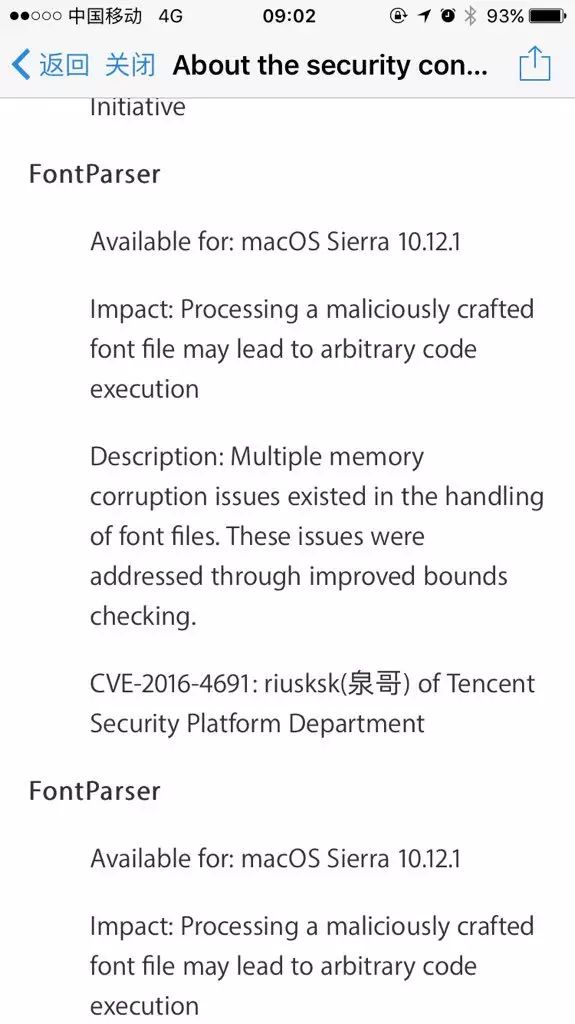 中国移动 4G 09:02 93%
返回 关闭 About the security con...
Initiative
FontParser
Available for: macOS Sierra 10.12.1
Impact: Processing a maliciously crafted
font file may lead to arbitrary code
execution
Description: Multiple memory
corruption issues existed in the handling
of font files. These issues were
addressed through improved bounds
checking.
CVE-2016-4691: riusksk(泉哥) of Tencent
Security Platform Department
FontParser
Available for: macOS Sierra 10.12.1
Impact: Processing a maliciously crafted
font file may lead to arbitrary code
execution